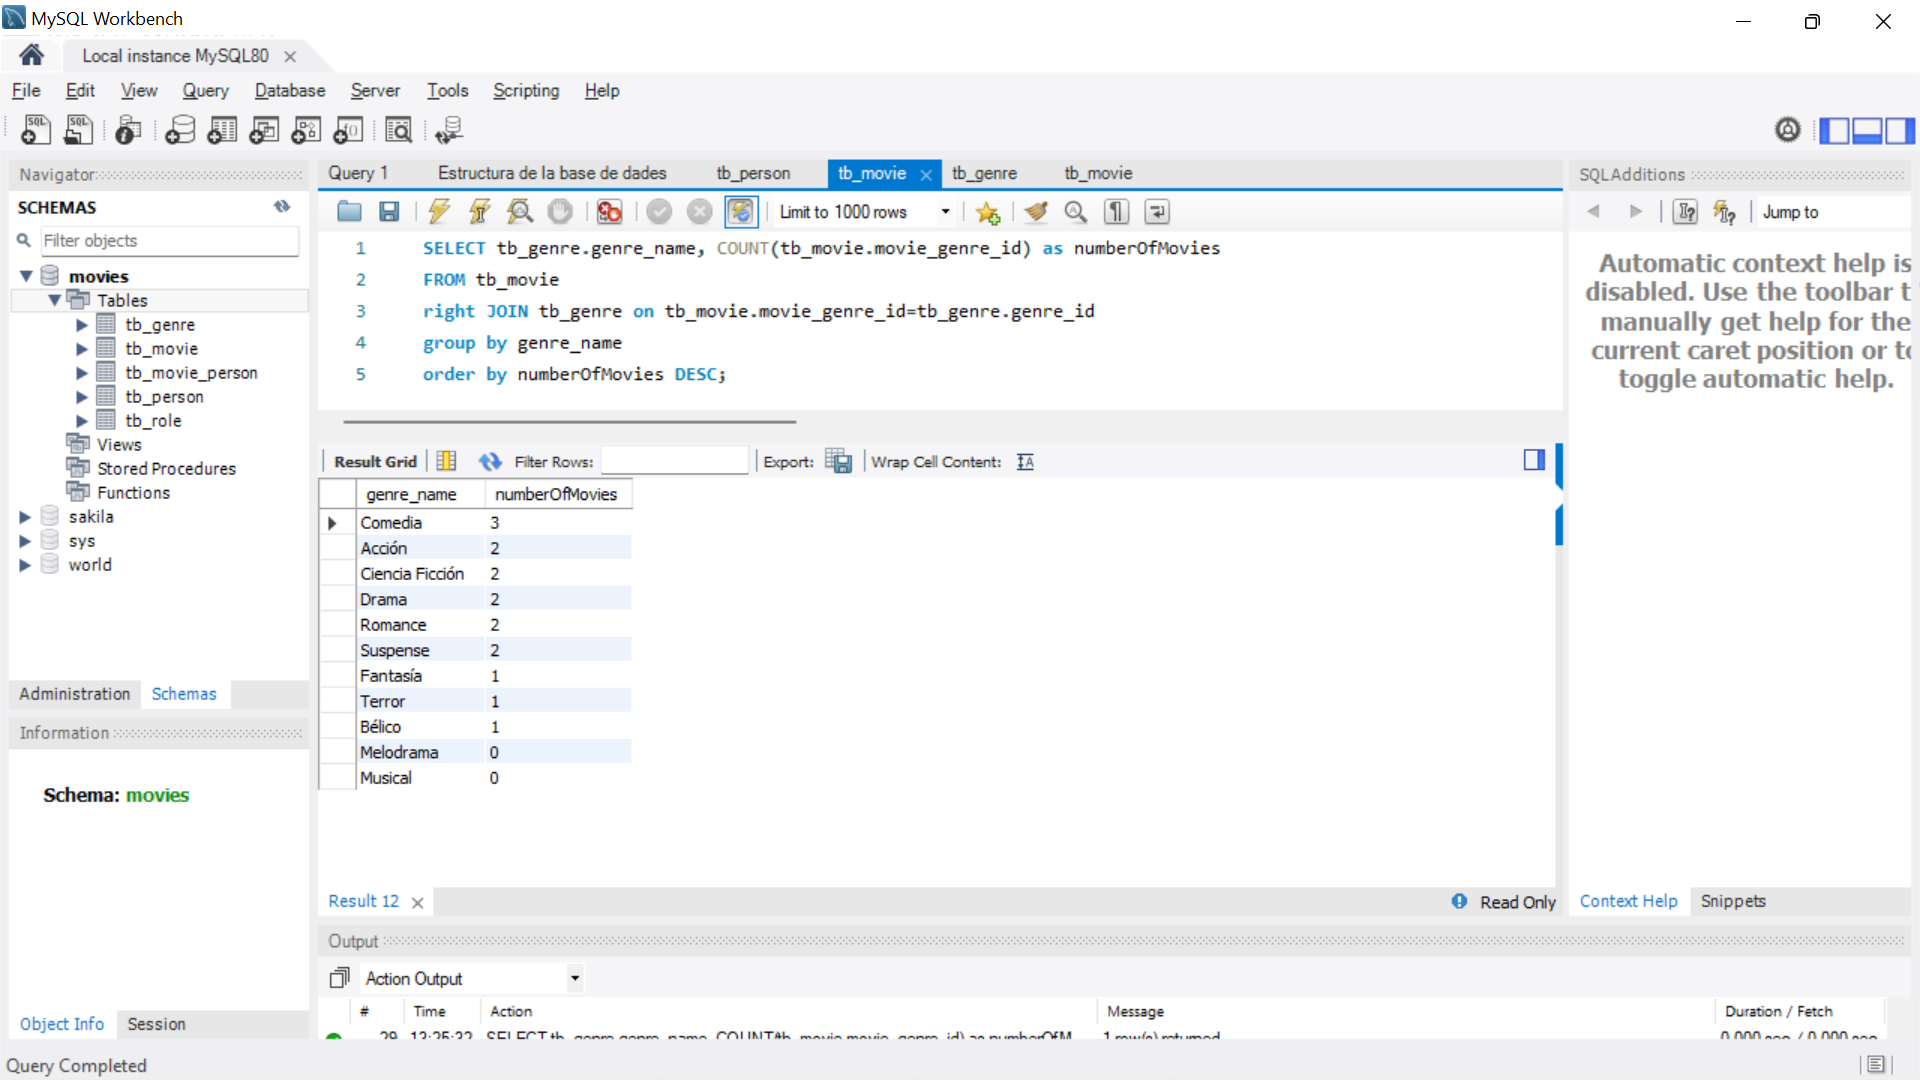 MySQL Workbench
Local instance MySQL80
File Edit View Query Database Server Tools Scripting Help
Navigator
SCHEMAS
Filter objects
movies
Tables
tb_genre
tb_movie
tb_movie_person
tb_person
tb_role
Views
Stored Procedures
Functions
sakila
sys
world
Administration Schemas
Information
Schema: movies
Object Info Session
Query 1 Estructura de la base de dades tb_person tb_movie tb_genre tb_movie
Limit to 1000 rows
1 SELECT tb_genre.genre_name, COUNT(tb_movie.movie_genre_id) as numberOfMovies
2 FROM tb_movie
3 right JOIN tb_genre on tb_movie.movie_genre_id=tb_genre.genre_id
4 group by genre_name
5 order by numberOfMovies DESC;
Result Grid Filter Rows: Export: Wrap Cell Content:
genre_name numberOfMovies
Comedia 3
Acción 2
Ciencia Ficción 2
Drama 2
Romance 2
Suspense 2
Fantasía 1
Terror 1
Bélico 1
Melodrama 0
Musical 0
Result 12 Read Only
SQLAdditions
Jump to
Automatic context help is
disabled. Use the toolbar t
manually get help for the
current caret position or to
toggle automatic help.
Context Help Snippets
Output
Action Output
# Time Action Message Duration / Fetch
29 13:25:32 SELECT tb_genre.genre_name, COUNT(tb_movie.movie_genre_id) as numberOfM... 1 row(s) returned 0.000 sec / 0.000 sec
Query Completed